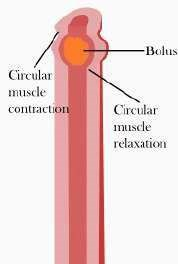 Bolus
Circular
muscle
contraction
Circular
muscle
relaxation